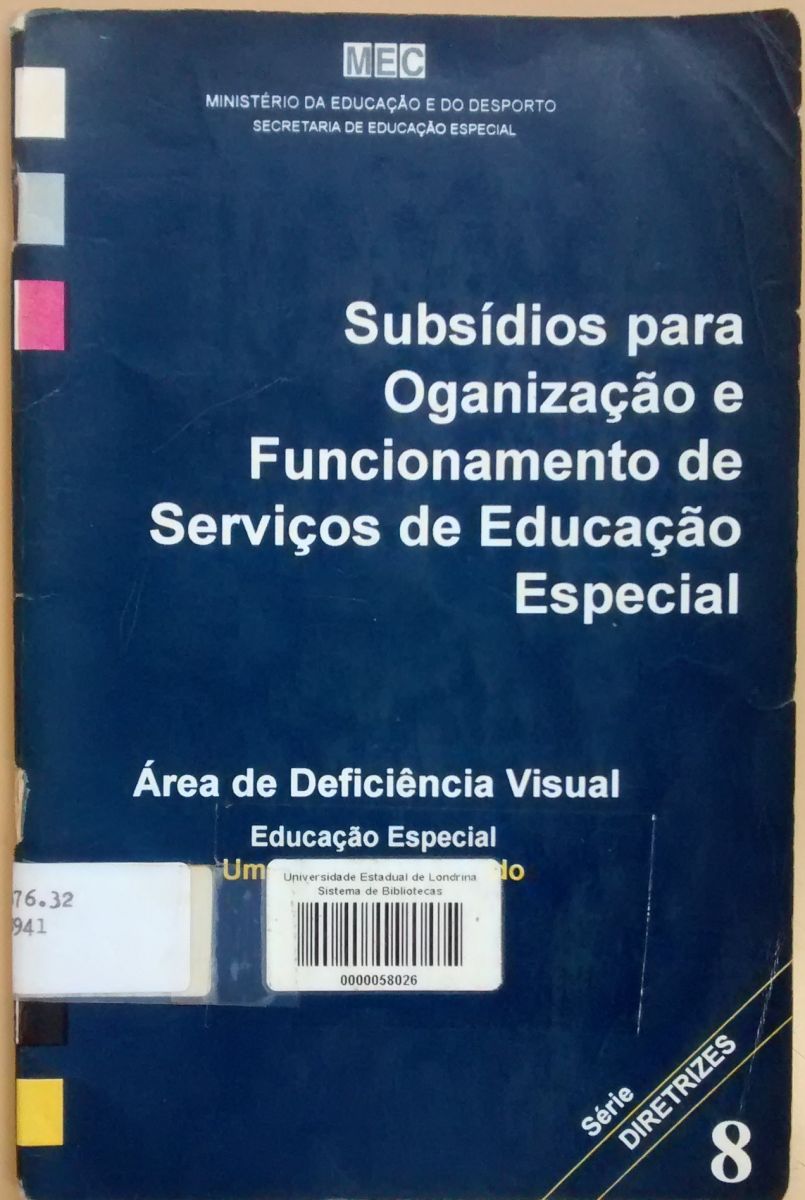 MEC
MINISTÉRIO DA EDUCAÇÃO E DO DESPORTO
SECRETARIA DE EDUCAÇÃO ESPECIAL
Subsídios para
Oganização e
Funcionamento de
Serviços de Educação
Especial
Área de Deficiência Visual
Educação Especial
Um
Universidade Estadual de Londrina
Sistema de Bibliotecas
0000058026
76.32
941
Série
DIRETRIZES
8